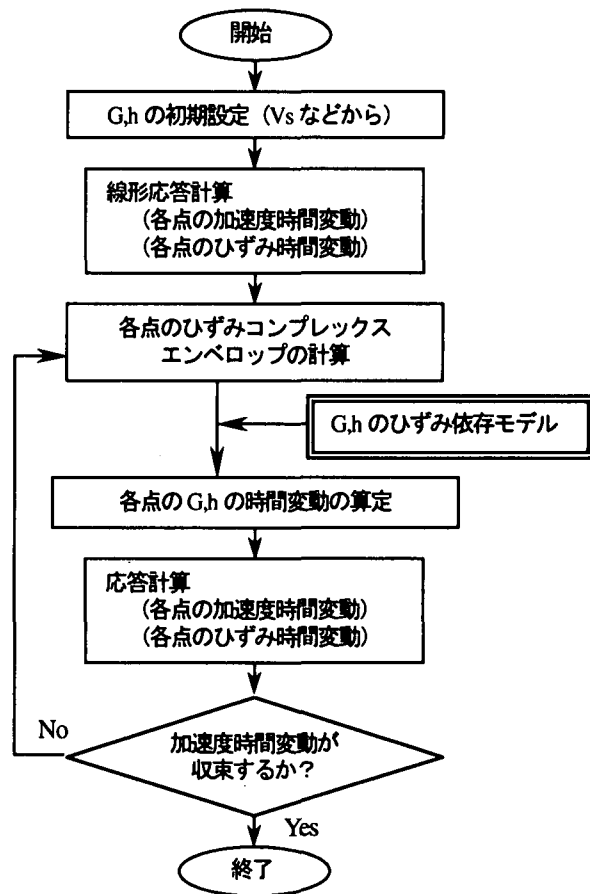 開始
G,h の初期設定（Vs などから）
線形応答計算
（各点の加速度時間変動）
（各点のひずみ時間変動）
各点のひずみコンプレックス
エンベロップの計算
G,h のひずみ依存モデル
各点の G,h の時間変動の算定
応答計算
（各点の加速度時間変動）
（各点のひずみ時間変動）
加速度時間変動が
収束するか？
No
Yes
終了